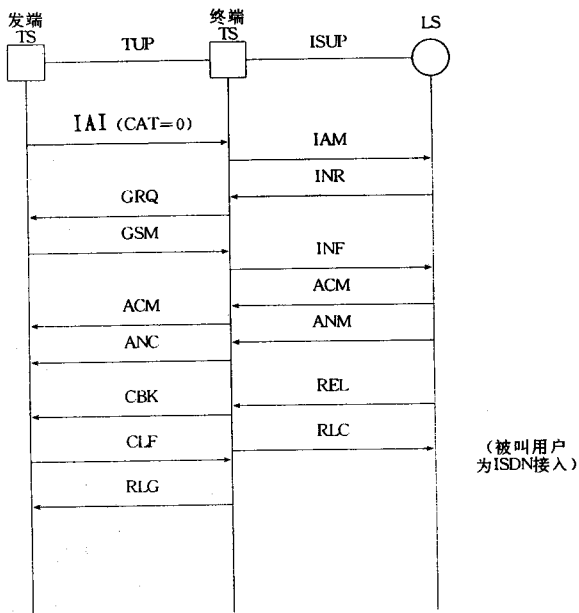 发端
TS
TUP
终端
TS
ISUP
LS
IAI (CAT=0)
IAM
INR
GRQ
GSM
INF
ACM
ACM
ANM
ANC
REL
CBK
RLC
CLF
(被叫用户
为ISDN接入)
RLG